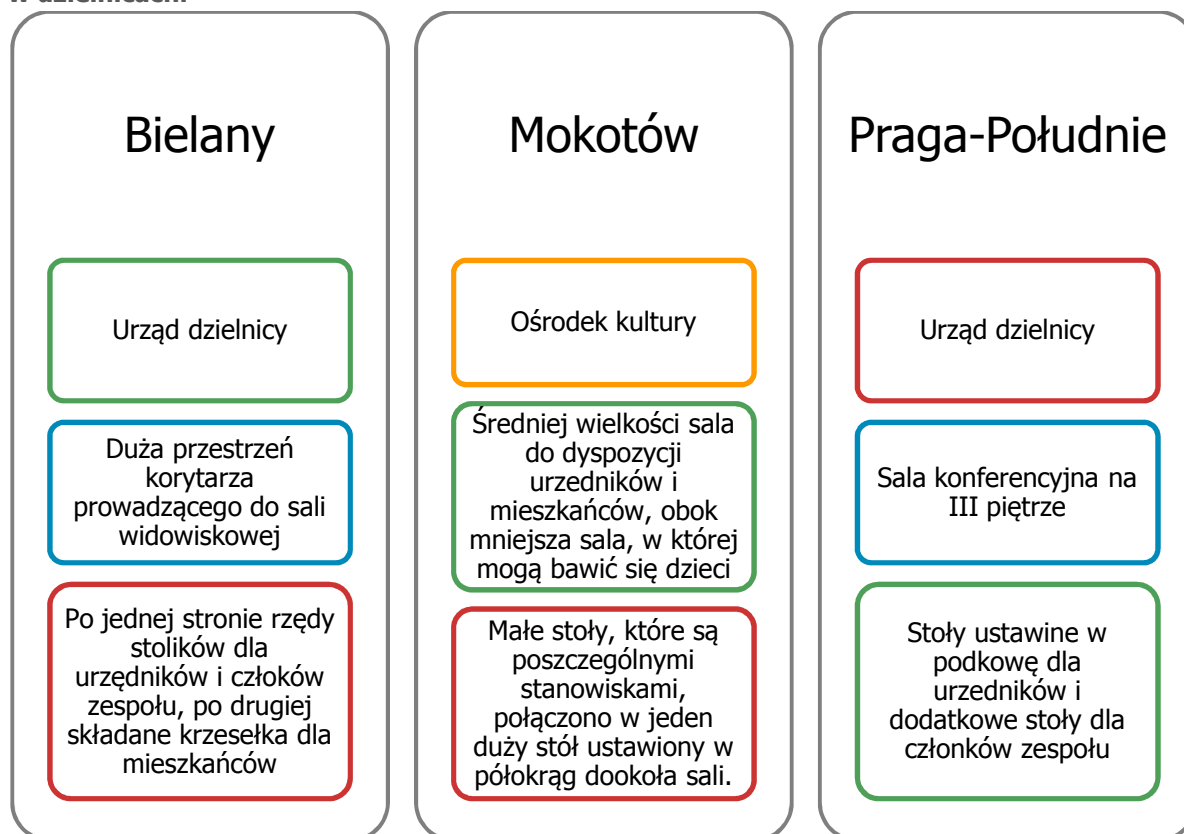 w dzielnicach.
Bielany
Urząd dzielnicy
Duża przestrzeń
korytarza
prowadzącego do sali
widowiskowej
Po jednej stronie rzędy
stolików dla
urzędników i człoków
zespołu, po drugiej
składane krzesełka dla
mieszkańców
Mokotów
Ośrodek kultury
Średniej wielkości sala
do dyspozycji
urzedników i
mieszkańców, obok
mniejsza sala, w której
mogą bawić się dzieci
Małe stoły, które są
poszczególnymi
stanowiskami,
połączono w jeden
duży stół ustawiony w
półokrąg dookoła sali.
Praga-Południe
Urząd dzielnicy
Sala konferencyjna na
III piętrze
Stoły ustawine w
podkowę dla
urzedników i
dodatkowe stoły dla
członków zespołu